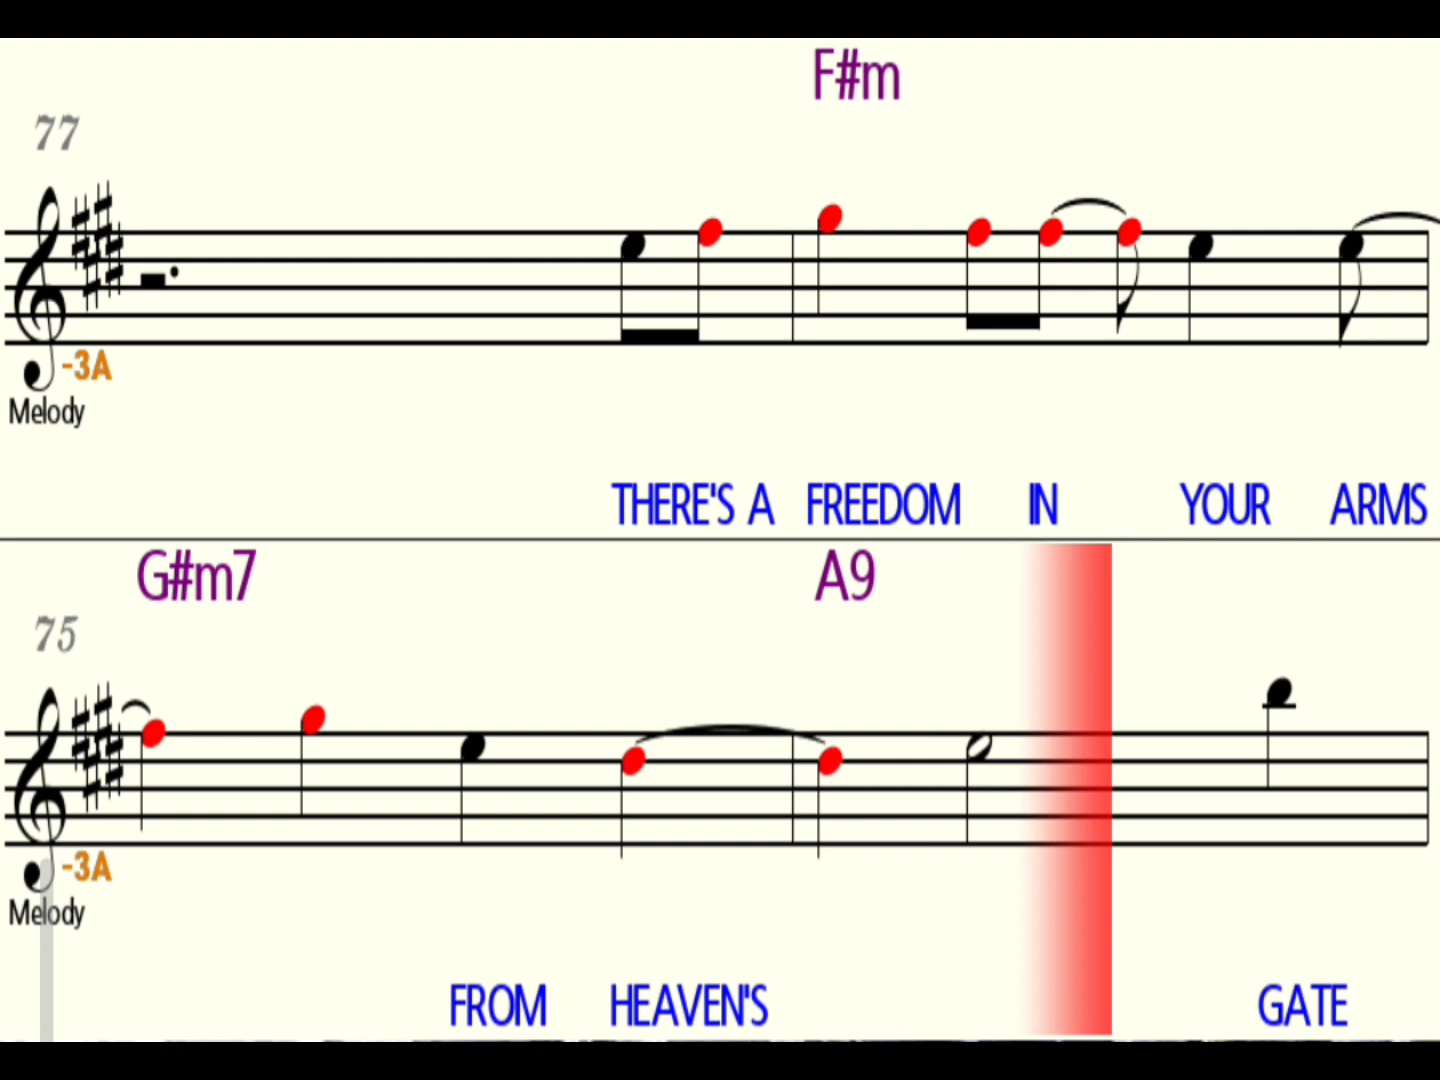 F#m
77
-3A
Melody
THERE'S A FREEDOM IN YOUR ARMS
G#m7 A9
75
-3A
Melody
FROM HEAVEN'S GATE